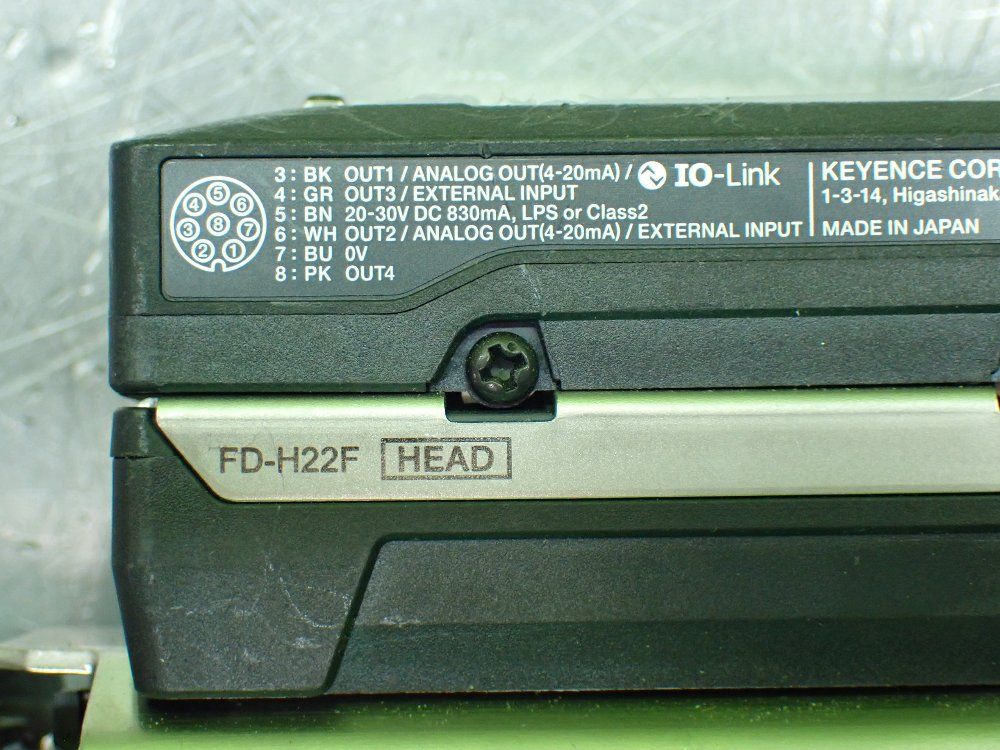 3 : BK OUT1 / ANALOG OUT(4-20mA) / IO-Link
4 : GR OUT3 / EXTERNAL INPUT
5 : BN 20-30V DC 830mA, LPS or Class2
6 : WH OUT2 / ANALOG OUT(4-20mA) / EXTERNAL INPUT
7 : BU 0V
8 : PK OUT4
5
4 6
3 8 7
2 1
KEYENCE COR
1-3-14, Higashinaka
MADE IN JAPAN
FD-H22F HEAD